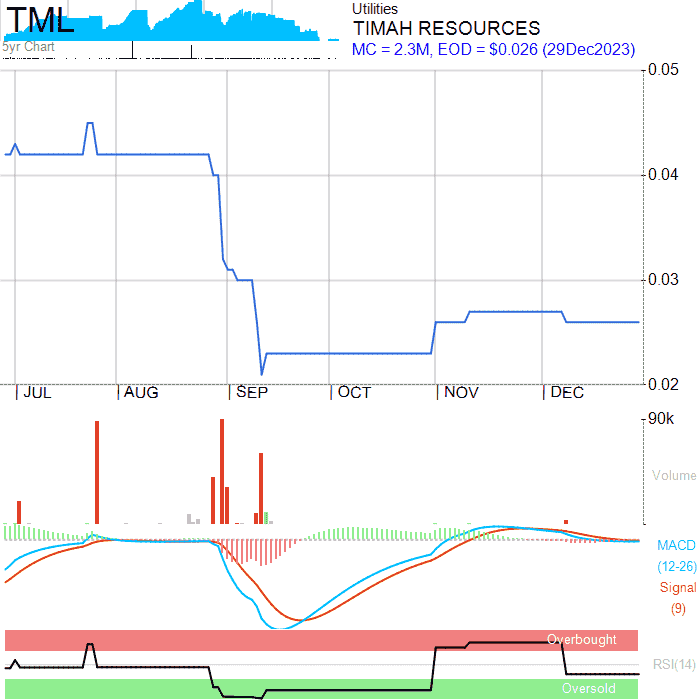 TML
5yr Chart
Utilities
TIMAH RESOURCES
MC = 2.3M, EOD = $0.026 (29Dec2023)
0.05
0.04
0.03
0.02
JUL AUG SEP OCT NOV DEC
90k
Volume
MACD
(12-26)
Signal
(9)
Overbought
RSI(14)
Oversold